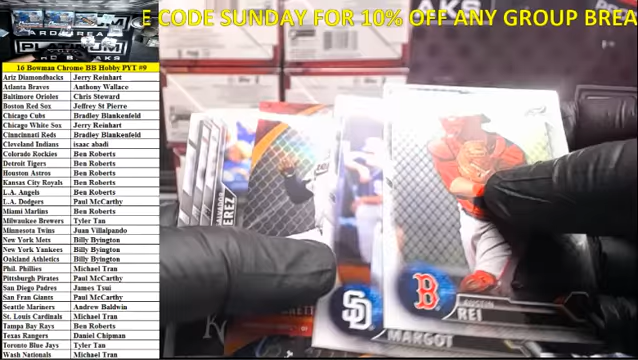 E CODE SUNDAY FOR 10% OFF ANY GROUP BREA
16 Bowman Chrome BB Hobby PYT #9
Ariz Diamondbacks Jerry Reinhart
Atlanta Braves Anthony Wallace
Baltimore Orioles Chris Steward
Boston Red Sox Jeffrey St Pierre
Chicago Cubs Bradley Blankenfeld
Chicago White Sox Jerry Reinhart
Cinncinnati Reds Bradley Blankenfeld
Cleveland Indians isaac abadi
Colorado Rockies Ben Roberts
Detroit Tigers Ben Roberts
Houston Astros Ben Roberts
Kansas City Royals Ben Roberts
L.A. Angels Ben Roberts
L.A. Dodgers Paul McCarthy
Miami Marlins Ben Roberts
Milwaukee Brewers Tyler Tan
Minnesota Twins Juan Villalpando
New York Mets Billy Byington
New York Yankees Billy Byington
Oakland Athletics Billy Byington
Phil. Phillies Michael Tran
Pittsburgh Pirates Paul McCarthy
San Diego Padres James Tsui
San Fran Giants Paul McCarthy
Seattle Mariners Andrew Baldwin
St. Louis Cardinals Michael Tran
Tampa Bay Rays Ben Roberts
Texas Rangers Daniel Chipman
Toronto Blue Jays Tyler Tan
Wash Nationals Michael Tran
PLATINUM
SALVADOR
EREZ
SD
MARGOT
B
AUSTIN
REI